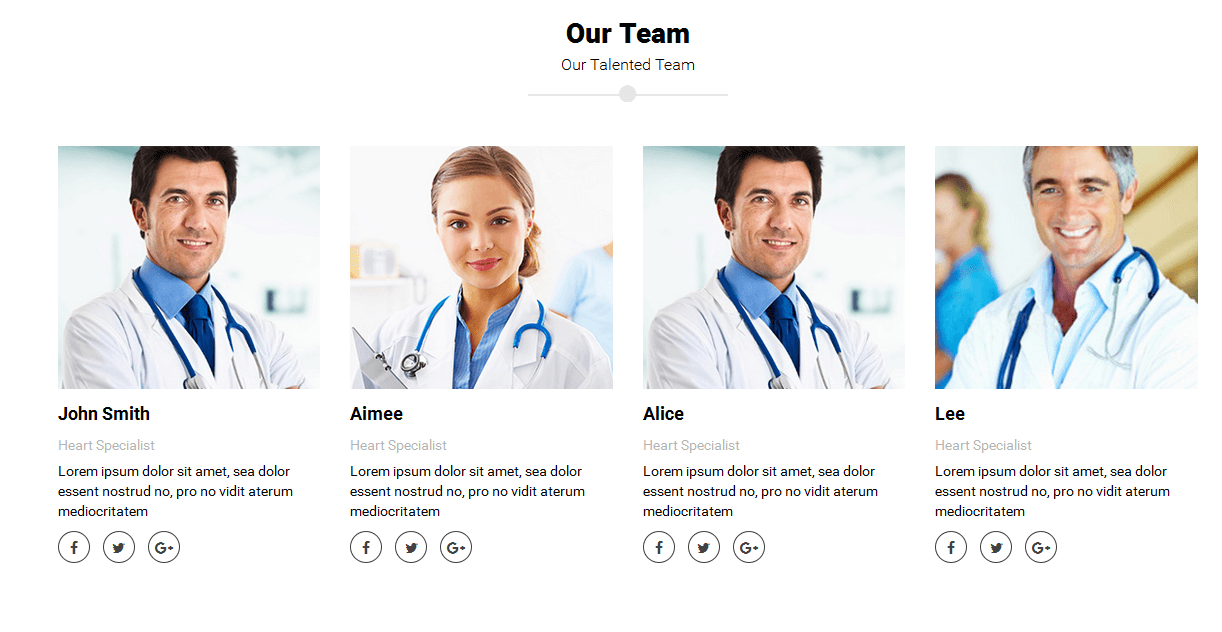 Our Team
Our Talented Team
John Smith
Heart Specialist
Lorem ipsum dolor sit amet, sea dolor
essent nostrud no, pro no vidit aterum
mediocritatem
Aimee
Heart Specialist
Lorem ipsum dolor sit amet, sea dolor
essent nostrud no, pro no vidit aterum
mediocritatem
Alice
Heart Specialist
Lorem ipsum dolor sit amet, sea dolor
essent nostrud no, pro no vidit aterum
mediocritatem
Lee
Heart Specialist
Lorem ipsum dolor sit amet, sea dolor
essent nostrud no, pro no vidit aterum
mediocritatem